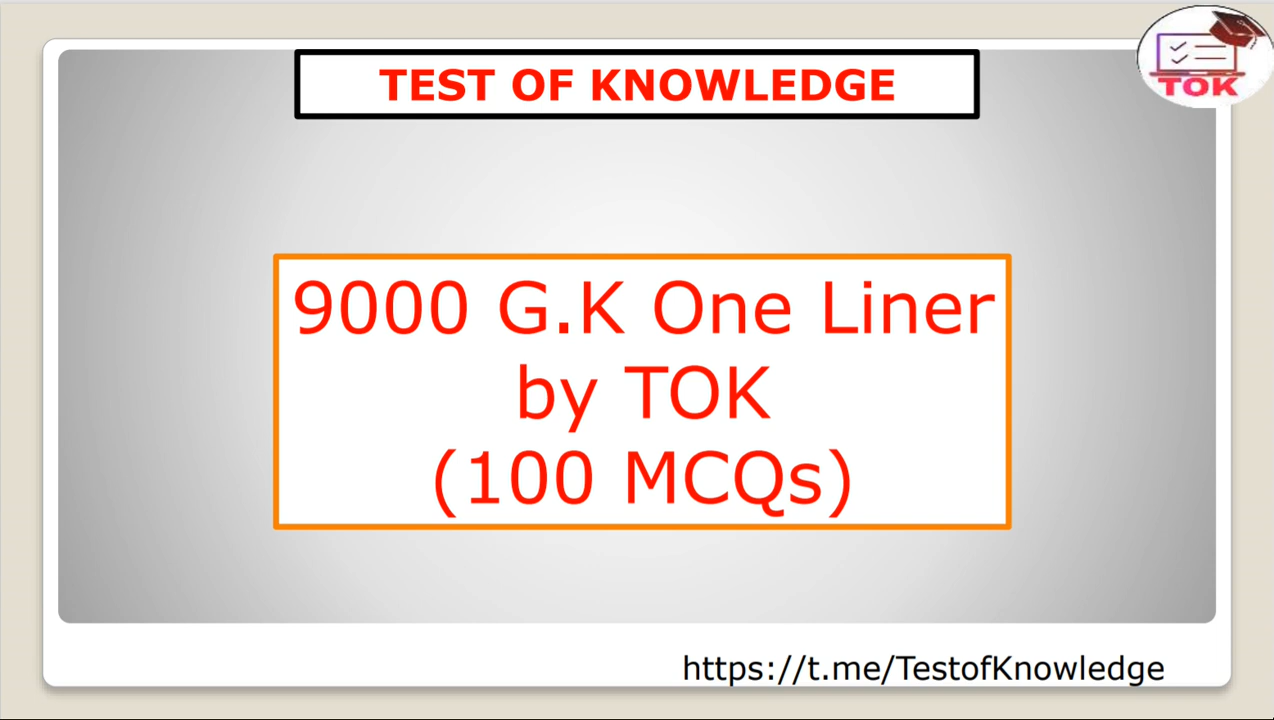 TEST OF KNOWLEDGE
TOK
9000 G.K One Liner
by TOK
(100 MCQs)
https://t.me/TestofKnowledge